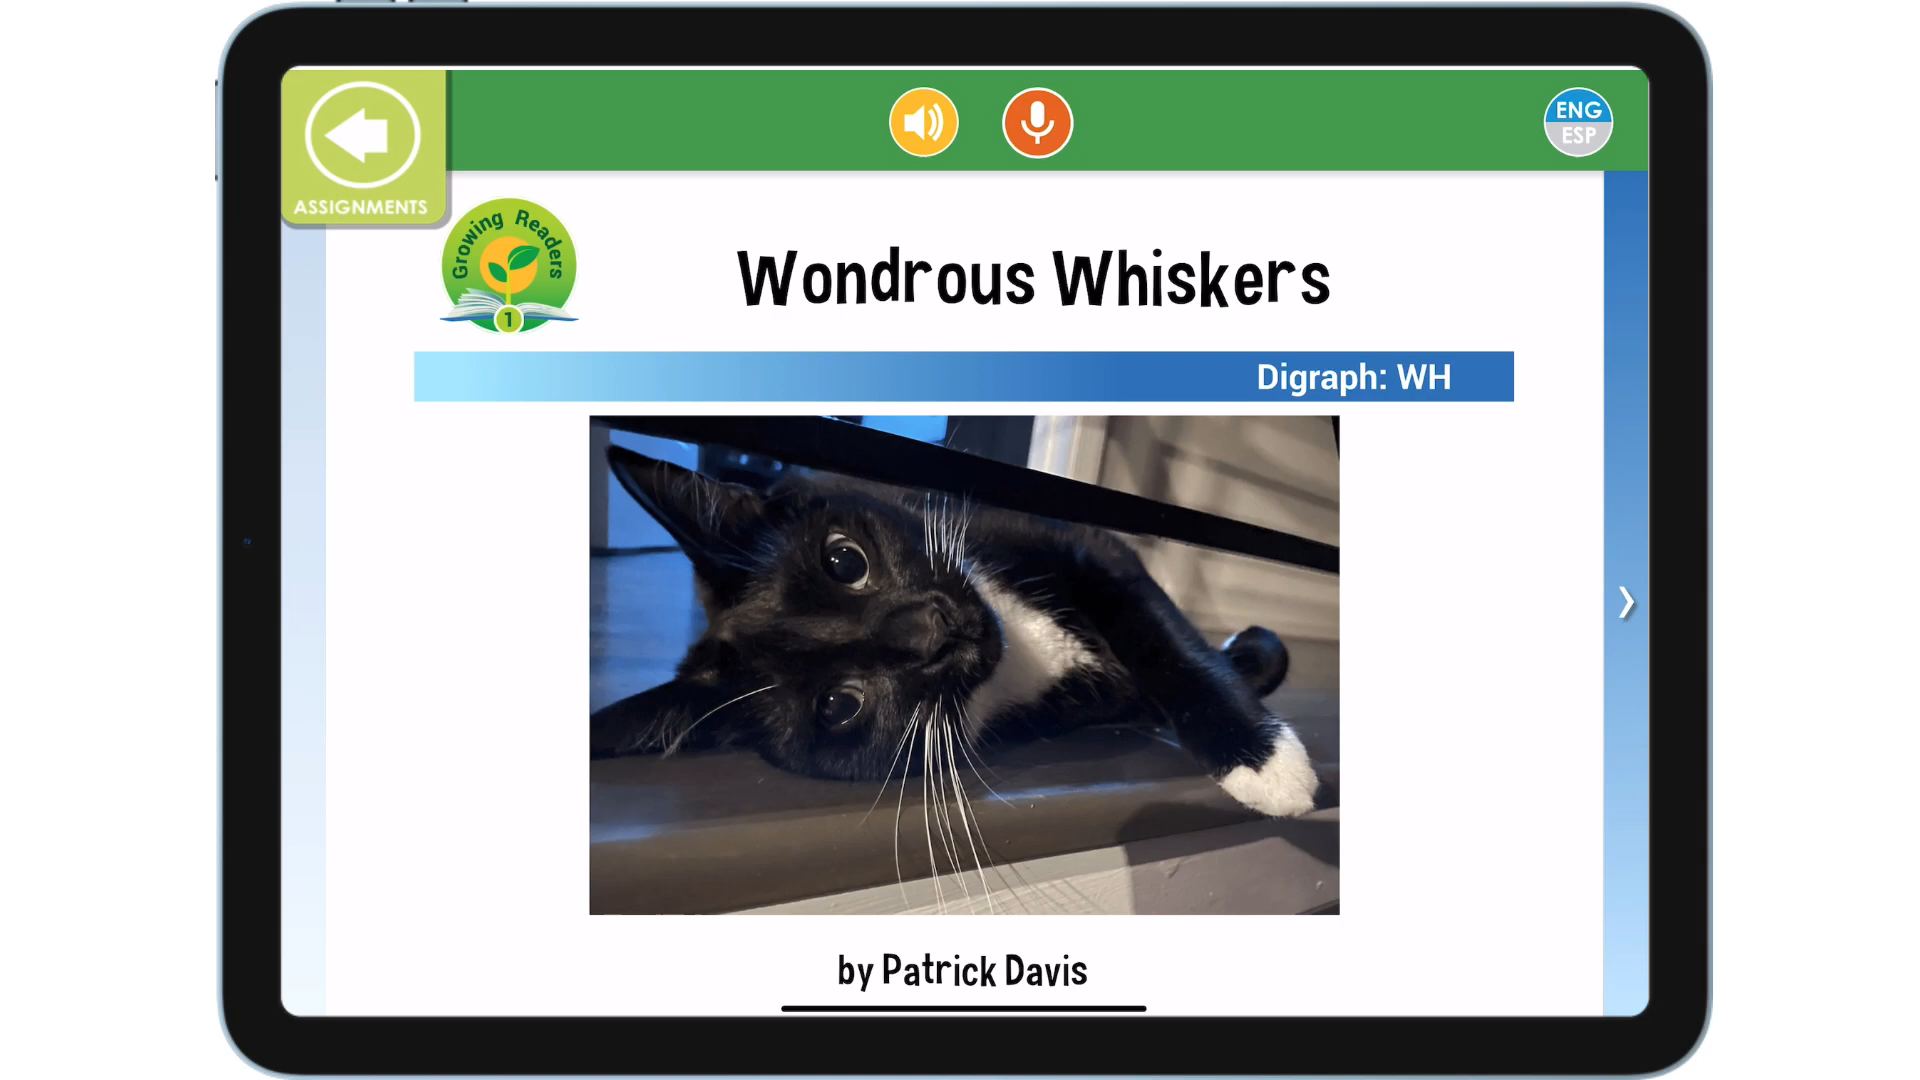 ASSIGNMENTS
ENG
ESP
Growing Readers
1
Wondrous Whiskers
Digraph: WH
by Patrick Davis